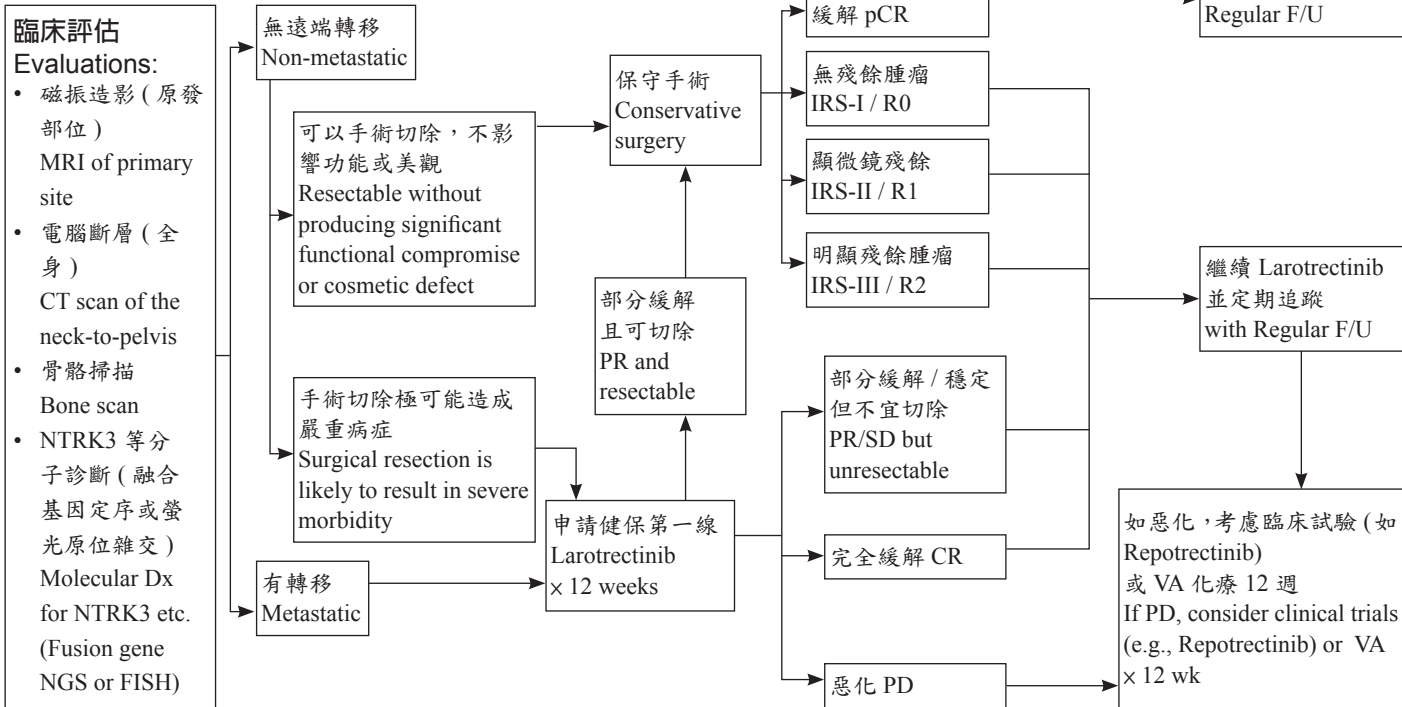 臨床評估
Evaluations:
• 磁振造影 ( 原發
部位 )
MRI of primary
site
• 電腦斷層 ( 全
身 )
CT scan of the
neck-to-pelvis
• 骨骼掃描
Bone scan
• NTRK3 等分
子診斷 ( 融合
基因定序或螢
光原位雜交 )
Molecular Dx
for NTRK3 etc.
(Fusion gene
NGS or FISH)
無遠端轉移
Non-metastatic
可以手術切除，不影
響功能或美觀
Resectable without
producing significant
functional compromise
or cosmetic defect
手術切除極可能造成
嚴重病症
Surgical resection is
likely to result in severe
morbidity
有轉移
Metastatic
保守手術
Conservative
surgery
部分緩解
且可切除
PR and
resectable
申請健保第一線
Larotrectinib
× 12 weeks
緩解 pCR
無殘餘腫瘤
IRS-I / R0
顯微鏡殘餘
IRS-II / R1
明顯殘餘腫瘤
IRS-III / R2
部分緩解 / 穩定
但不宜切除
PR/SD but
unresectable
完全緩解 CR
惡化 PD
Regular F/U
繼續 Larotrectinib
並定期追蹤
with Regular F/U
如惡化，考慮臨床試驗 ( 如
Repotrectinib)
或 VA 化療 12 週
If PD, consider clinical trials
(e.g., Repotrectinib) or VA
× 12 wk